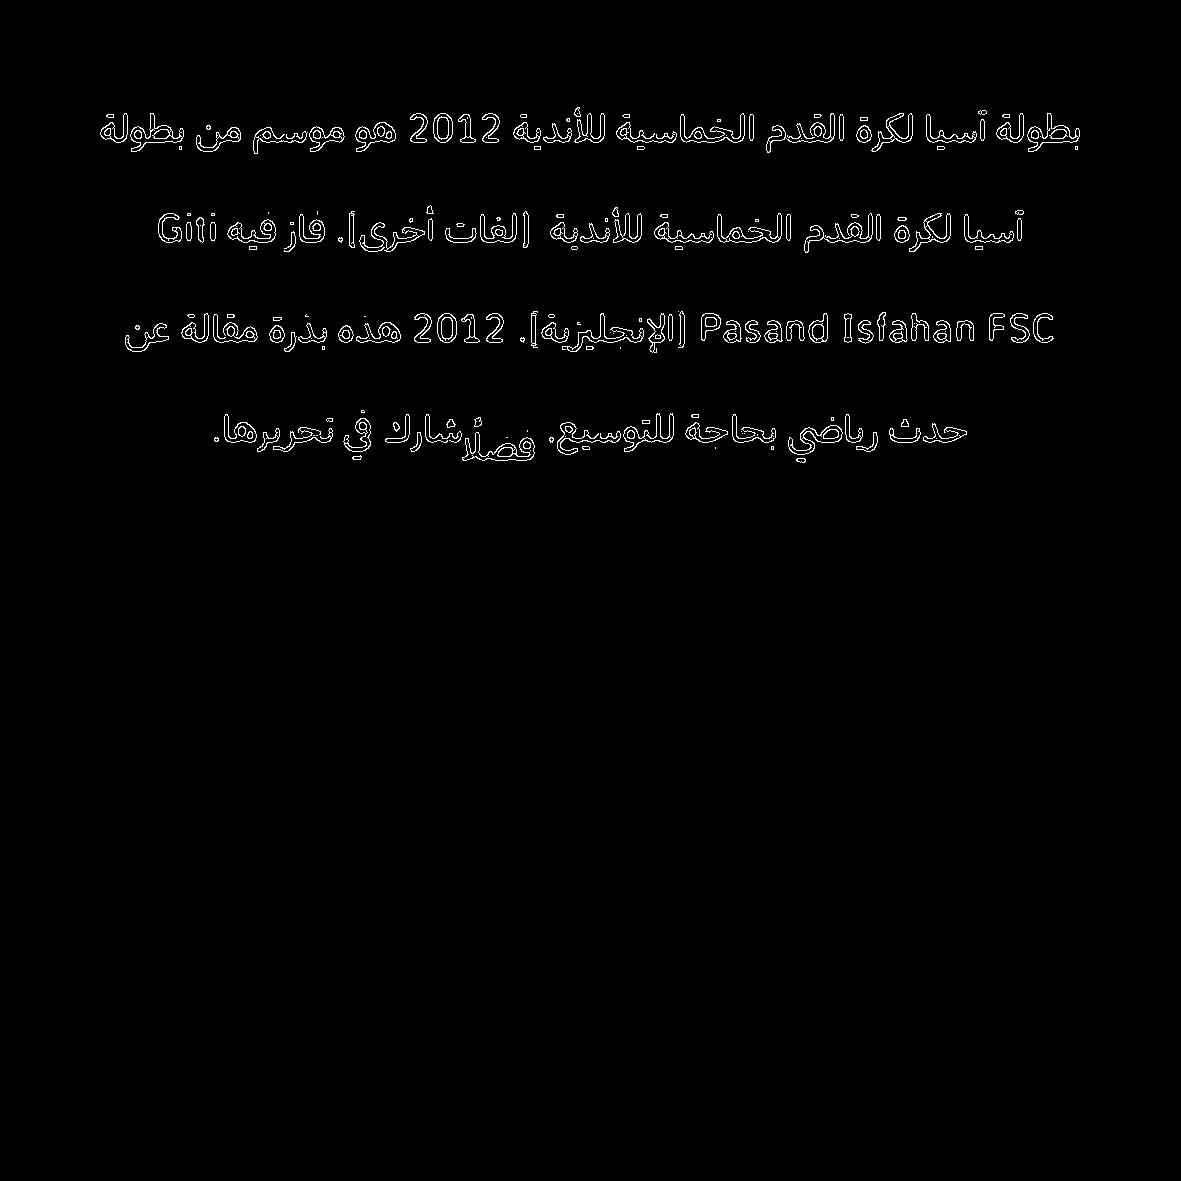 بطولة آسيا لكرة القدم الخماسية للأندية 2012 هو موسم من بطولة
آسيا لكرة القدم الخماسية للأندية [لغات أخرى]. فاز فيه Giti
Pasand Isfahan FSC [الإنجليزية]. 2012 هذه بذرة مقالة عن
حدث رياضي بحاجة للتوسيع. فضلًا شارك في تحريرها.